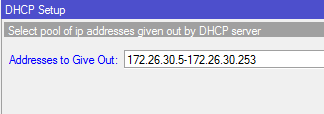 DHCP Setup
Select pool of ip addresses given out by DHCP server
Addresses to Give Out: 172.26.30.5-172.26.30.253